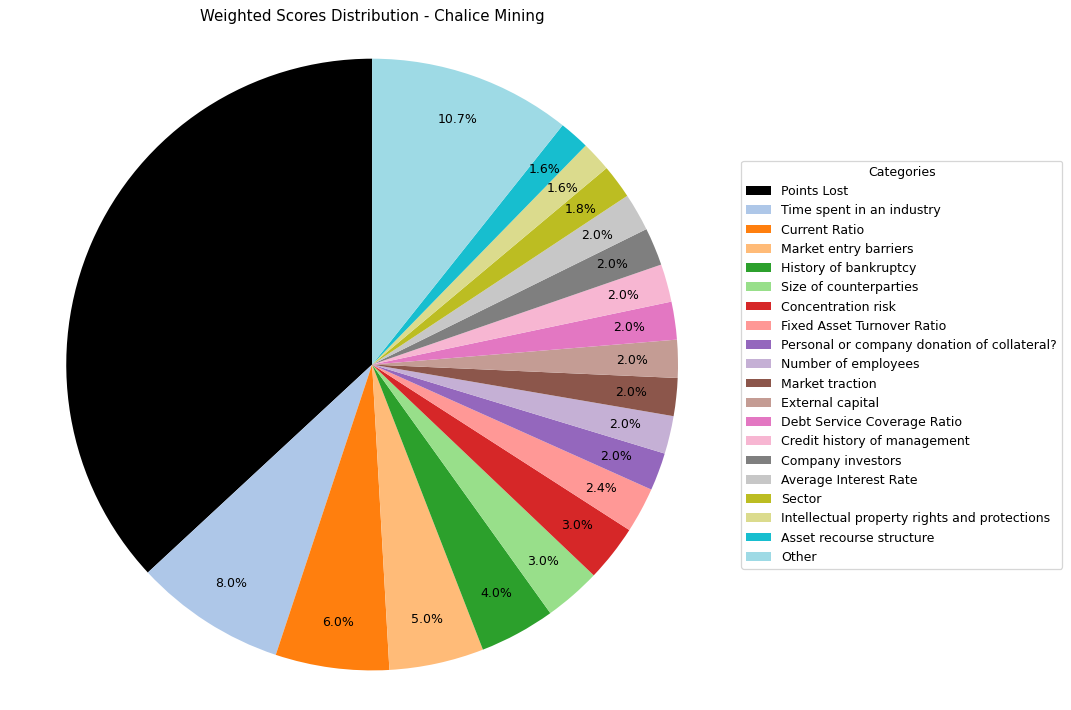 Weighted Scores Distribution - Chalice Mining
10.7%
1.6%
1.6%
1.8%
2.0%
2.0%
2.0%
2.0%
2.0%
2.0%
2.0%
2.0%
2.4%
3.0%
3.0%
4.0%
5.0%
6.0%
8.0%
Categories
Points Lost
Time spent in an industry
Current Ratio
Market entry barriers
History of bankruptcy
Size of counterparties
Concentration risk
Fixed Asset Turnover Ratio
Personal or company donation of collateral?
Number of employees
Market traction
External capital
Debt Service Coverage Ratio
Credit history of management
Company investors
Average Interest Rate
Sector
Intellectual property rights and protections
Asset recourse structure
Other